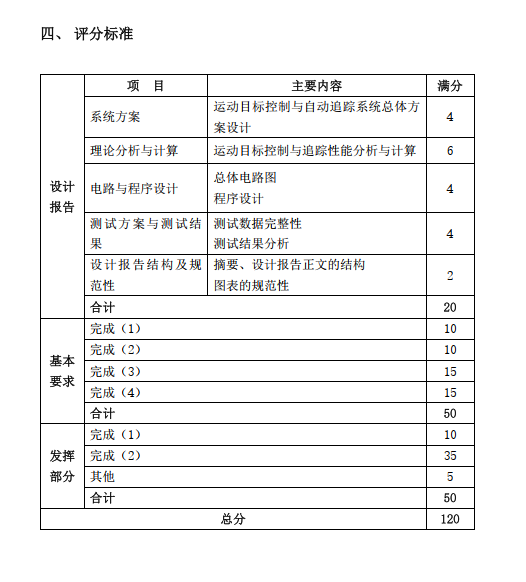 四、 评分标准
项 目 主要内容 满分
设计报告
系统方案 运动目标控制与自动追踪系统总体方 4
案设计
理论分析与计算 运动目标控制与追踪性能分析与计算 6
电路与程序设计 总体电路图 4
程序设计
测试方案与测试结 测试数据完整性 4
果 测试结果分析
设计报告结构及规 摘要、设计报告正文的结构 2
范性 图表的规范性
合计 20
基本要求
完成（1） 10
完成（2） 10
完成（3） 15
完成（4） 15
合计 50
发挥部分
完成（1） 10
完成（2） 35
其他 5
合计 50
总分 120